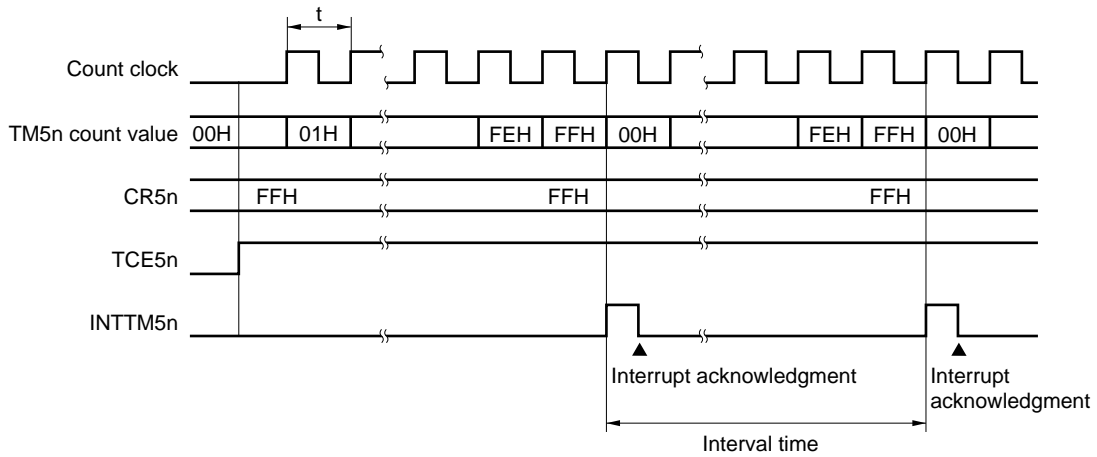 t
Count clock
TM5n count value 00H 01H FEH FFH 00H FEH FFH 00H
CR5n FFH FFH FFH
TCE5n
INTTM5n
Interrupt acknowledgment
Interrupt
acknowledgment
Interval time